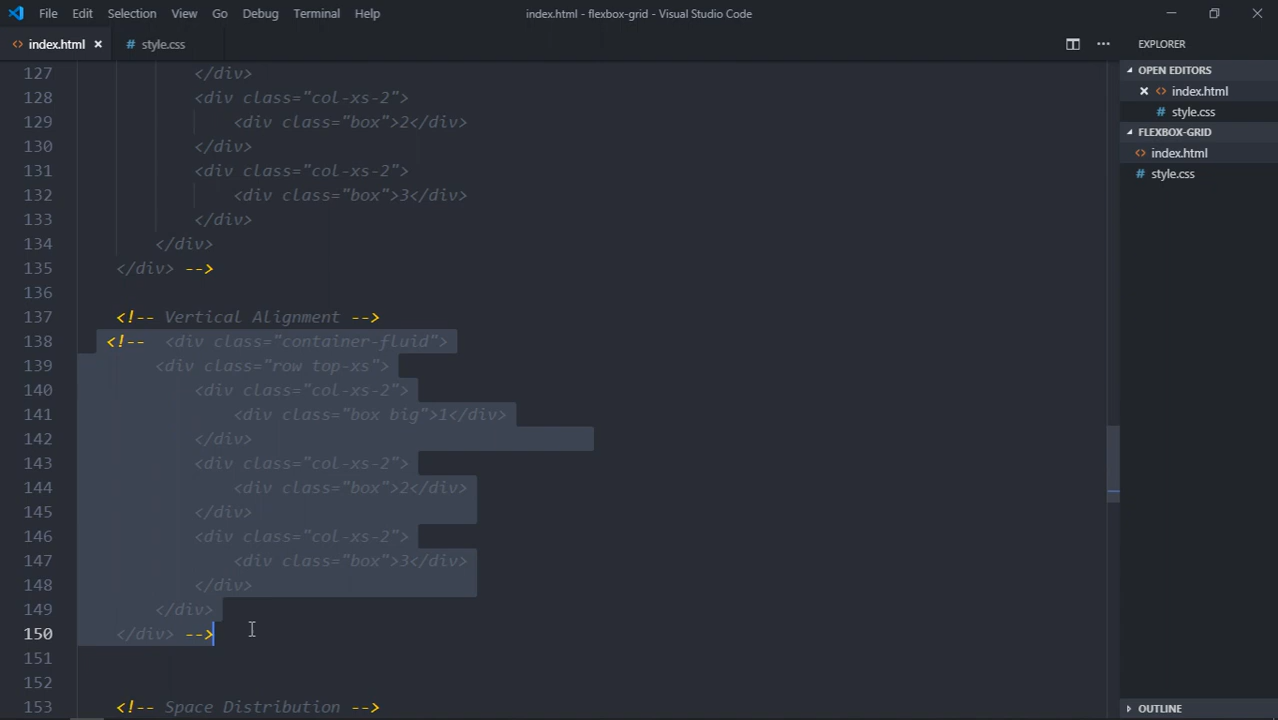 File Edit Selection View Go Debug Terminal Help
index.html - flexbox-grid - Visual Studio Code
index.html
style.css
127 </div>
128 <div class="col-xs-2">
129 <div class="box">2</div>
130 </div>
131 <div class="col-xs-2">
132 <div class="box">3</div>
133 </div>
134 </div>
135 </div> -->
136
137 <!-- Vertical Alignment -->
138 <!-- <div class="container-fluid">
139 <div class="row top-xs">
140 <div class="col-xs-2">
141 <div class="box big">1</div>
142 </div>
143 <div class="col-xs-2">
144 <div class="box">2</div>
145 </div>
146 <div class="col-xs-2">
147 <div class="box">3</div>
148 </div>
149 </div>
150 </div> -->
151
152
153 <!-- Space Distribution -->
EXPLORER
OPEN EDITORS
index.html
style.css
FLEXBOX-GRID
index.html
style.css
OUTLINE